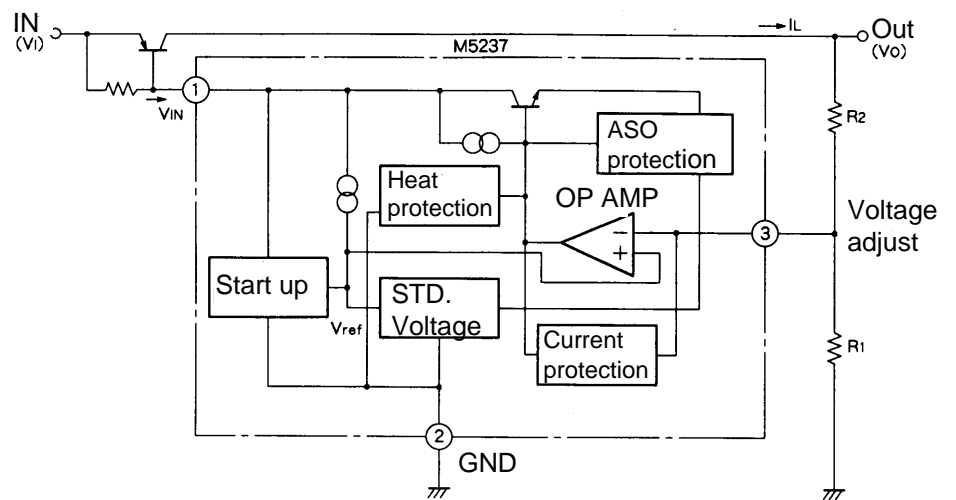 IN
(VI)
IL
Out
(VO)
M5237
1
VIN
ASO
protection
R2
Heat
protection
OP AMP
Voltage
adjust
3
−
+
Start up
STD.
Voltage
Vref
Current
protection
R1
2
GND